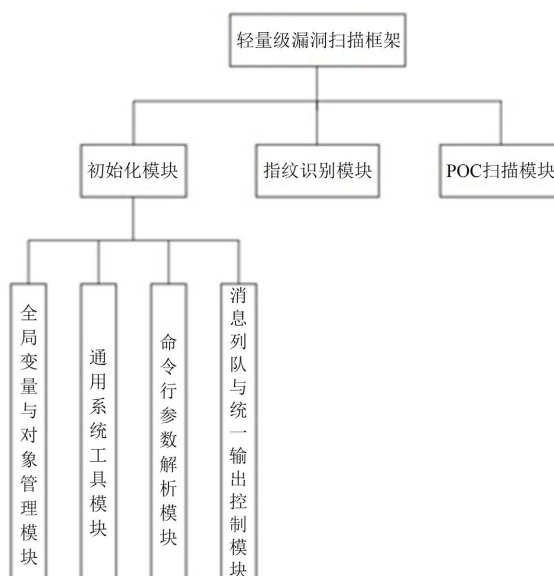 轻量级漏洞扫描框架
初始化模块
指纹识别模块
POC扫描模块
全局变量与对象管理模块
通用系统工具模块
命令行参数解析模块
消息列队与统一输出控制模块